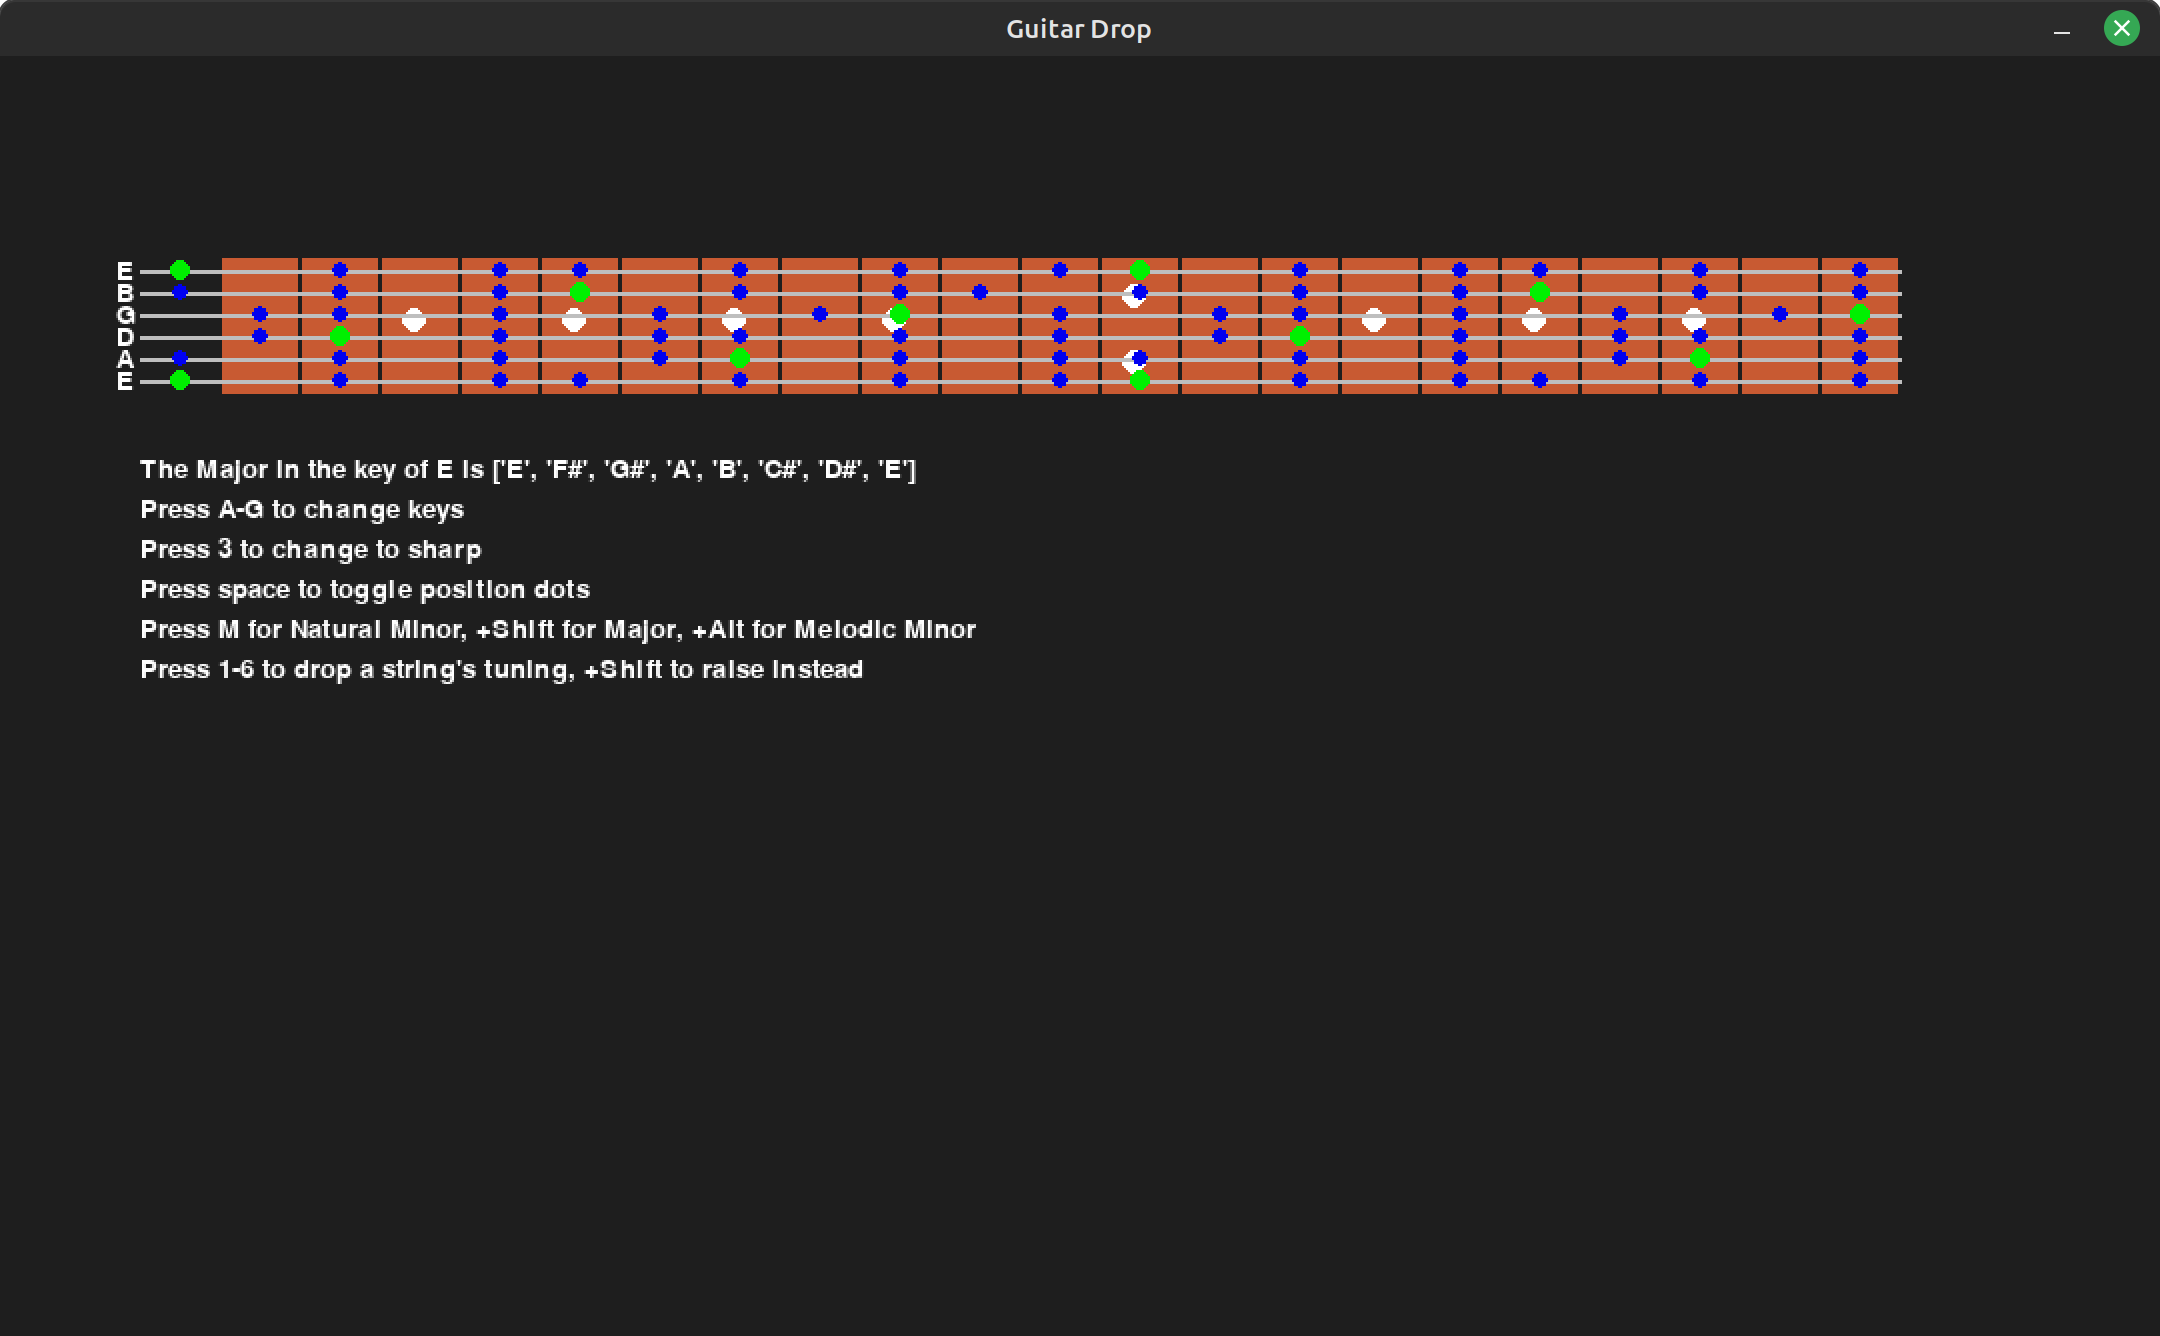 Guitar Drop
E
B
G
D
A
E
The Major in the key of E is ['E', 'F#', 'G#', 'A', 'B', 'C#', 'D#', 'E']
Press A-G to change keys
Press 3 to change to sharp
Press space to toggle position dots
Press M for Natural Minor, +Shift for Major, +Alt for Melodic Minor
Press 1-6 to drop a string's tuning, +Shift to raise instead